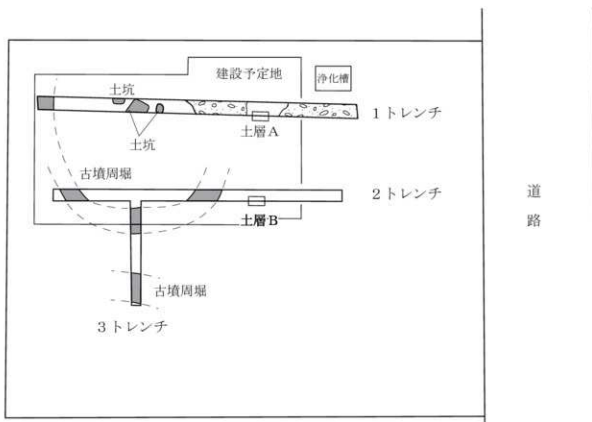 建設予定地
浄化槽
土坑
1トレンチ
土層A
土坑
古墳周堀
2トレンチ
道
路
土層B
古墳周堀
3トレンチ